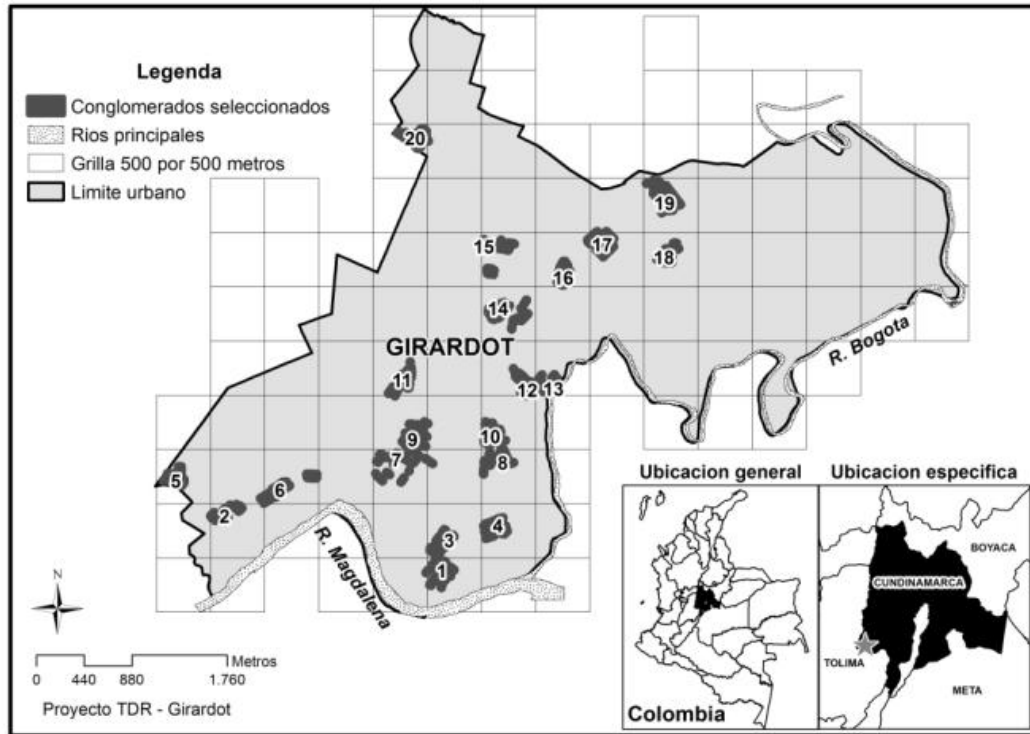 Legenda
Conglomerados seleccionados
Rios principales
Grilla 500 por 500 metros
Limite urbano
20
19
15
17
18
16
14
GIRARDOT
R. Bogota
11
12
13
9
10
7
8
5
6
2
4
3
1
R. Magdalena
N
Metros
0 440 880 1.760
Proyecto TDR - Girardot
Ubicacion general
Colombia
Ubicacion especifica
BOYACA
CUNDINAMARCA
TOLIMA
META